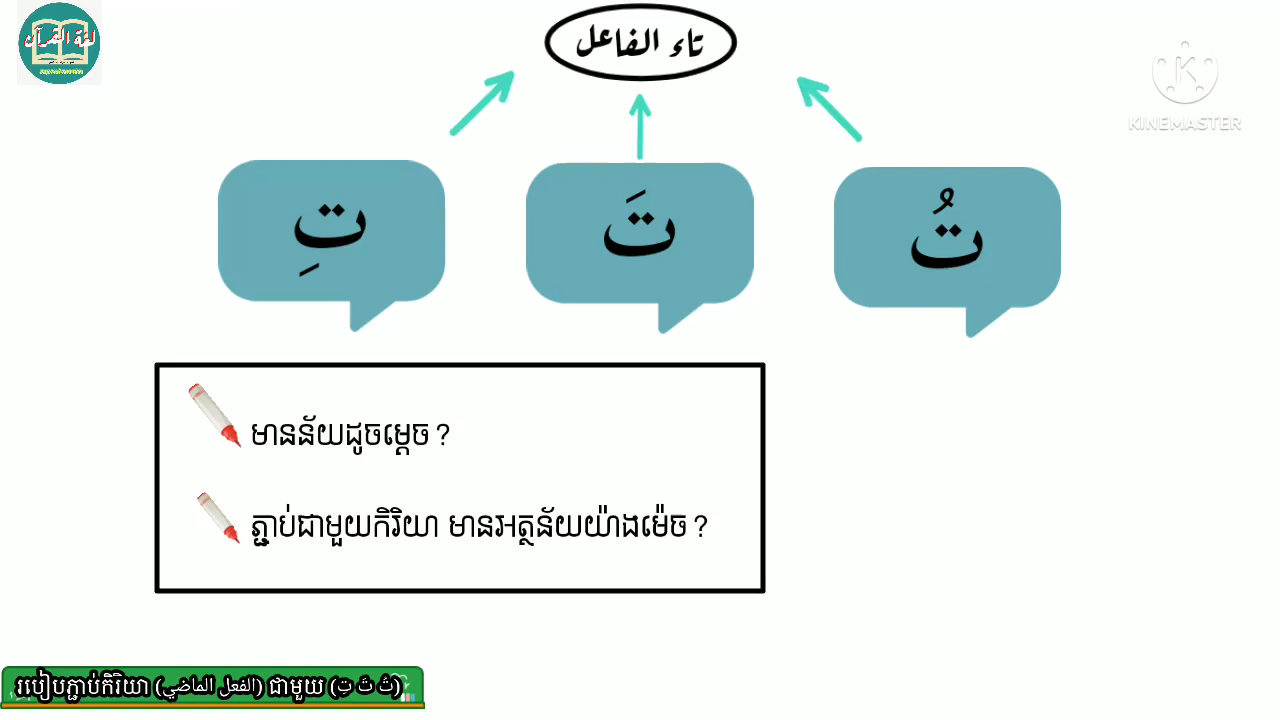 لغة القرآن
تاء الفاعل
KINEMASTER
تُ
تَ
تِ
មានន័យដូចម្តេច?
ភ្ជាប់ជាមួយកិរិយា មានអត្ថន័យយ៉ាងម៉េច?
របៀបភ្ជាប់កិរិយា (الفعل الماضي) ជាមួយ (تُ تَ تِ)